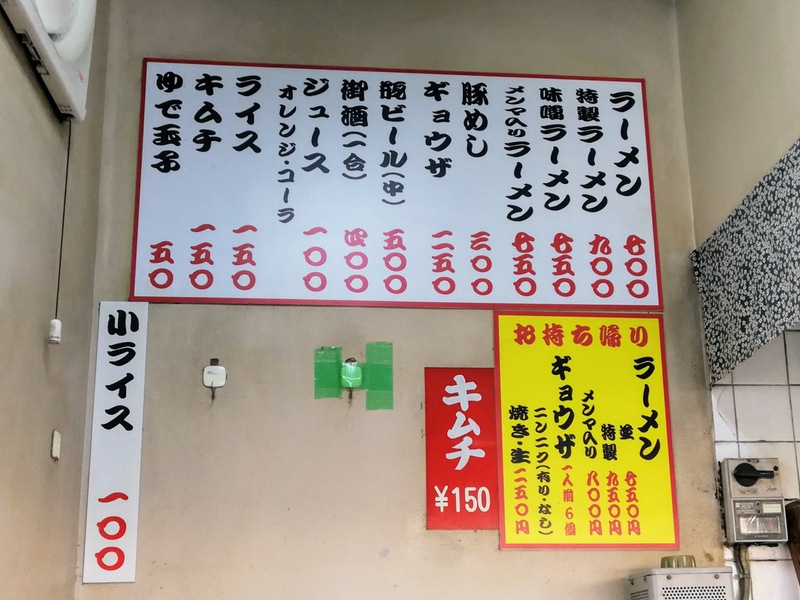 ラーメン 七〇〇
特製ラーメン 九〇〇
味噌ラーメン 七五〇
メンマ入りラーメン 七五〇
豚めし 三〇〇
ギョウザ 二五〇
瓶ビール(中) 五〇〇
御酒(一合) 四〇〇
ジュース 一〇〇
オレンジ・コーラ
ライス 一五〇
キムチ 一五〇
ゆで玉子 五〇
小ライス 一〇〇
キムチ
¥150
お持ち帰り
ラーメン
並 七五〇円
特製 九五〇円
メンマ入り 八〇〇円
ギョウザ 一人前6個
ニンニク(有り・なし)
焼き・生 二五〇円